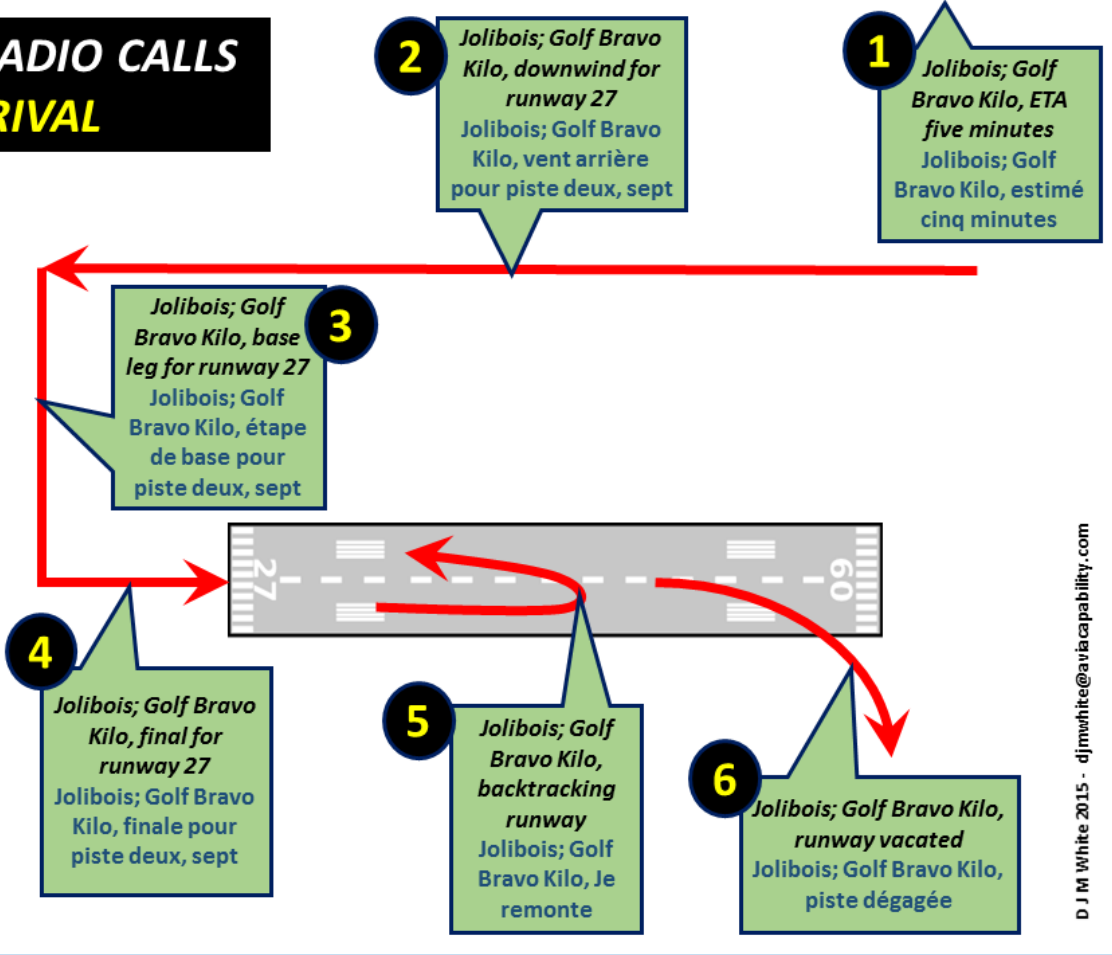 ADIO CALLS
RIVAL
1
Jolibois; Golf
Bravo Kilo, ETA
five minutes
Jolibois; Golf
Bravo Kilo, estimé
cinq minutes
2
Jolibois; Golf Bravo
Kilo, downwind for
runway 27
Jolibois; Golf Bravo
Kilo, vent arrière
pour piste deux, sept
3
Jolibois; Golf
Bravo Kilo, base
leg for runway 27
Jolibois; Golf
Bravo Kilo, étape
de base pour
piste deux, sept
27
09
4
Jolibois; Golf Bravo
Kilo, final for
runway 27
Jolibois; Golf Bravo
Kilo, finale pour
piste deux, sept
5
Jolibois; Golf
Bravo Kilo,
backtracking
runway
Jolibois; Golf
Bravo Kilo, Je
remonte
6
Jolibois; Golf Bravo Kilo,
runway vacated
Jolibois; Golf Bravo Kilo,
piste dégagée
D J M White 2015 - djmwhite@aviacapability.com